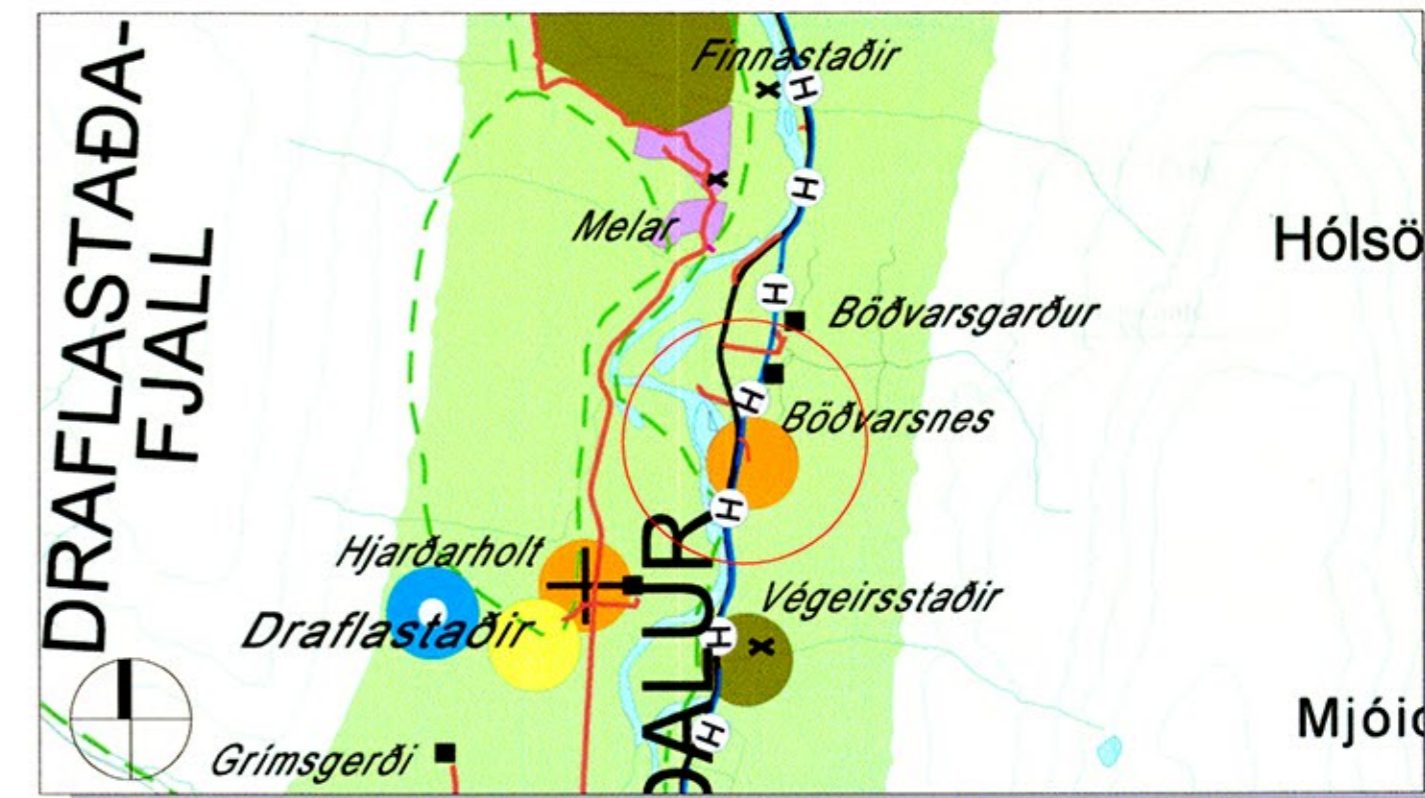 DRAFLASTAÐA-
FJALL
Finnastaðir
H
H
Melar
Hólsö
H
Böðvarsgarður
H
Böðvarsnes
H
Hjarðarholt
Draflastaðir
DALUR
Végeirsstaðir
H
H
Grímsgerði
Mjóid